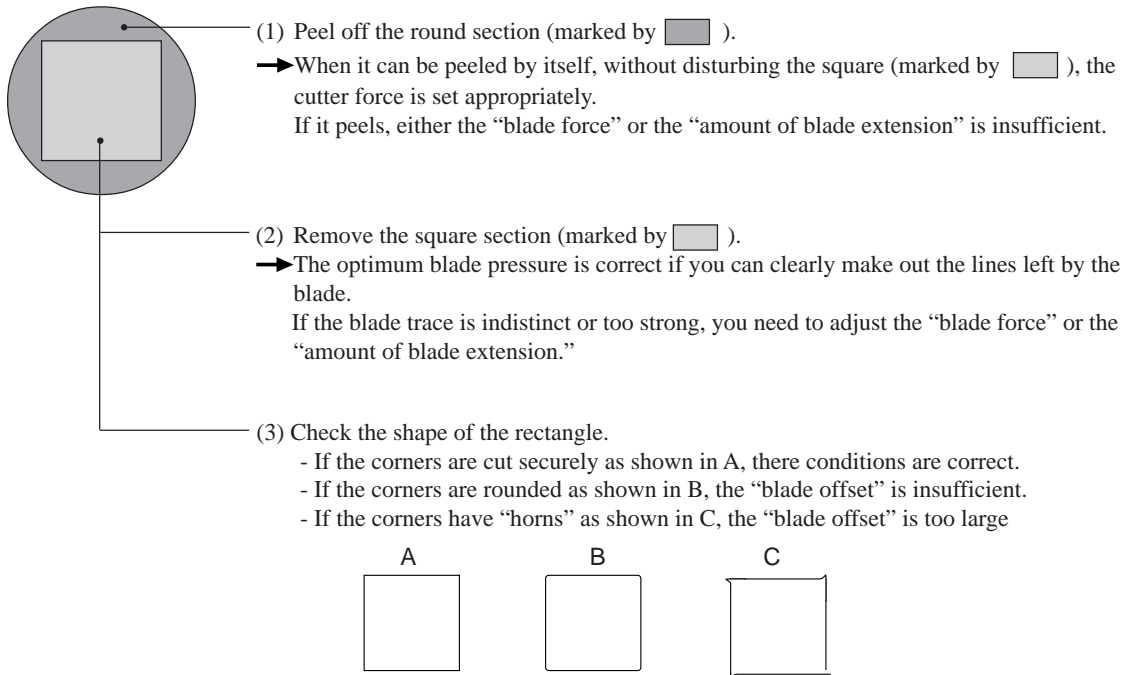 (1) Peel off the round section (marked by ).
When it can be peeled by itself, without disturbing the square (marked by ), the
cutter force is set appropriately.
If it peels, either the “blade force” or the “amount of blade extension” is insufficient.
(2) Remove the square section (marked by ).
The optimum blade pressure is correct if you can clearly make out the lines left by the
blade.
If the blade trace is indistinct or too strong, you need to adjust the “blade force” or the
“amount of blade extension.”
(3) Check the shape of the rectangle.
- If the corners are cut securely as shown in A, there conditions are correct.
- If the corners are rounded as shown in B, the “blade offset” is insufficient.
- If the corners have “horns” as shown in C, the “blade offset” is too large
A B C